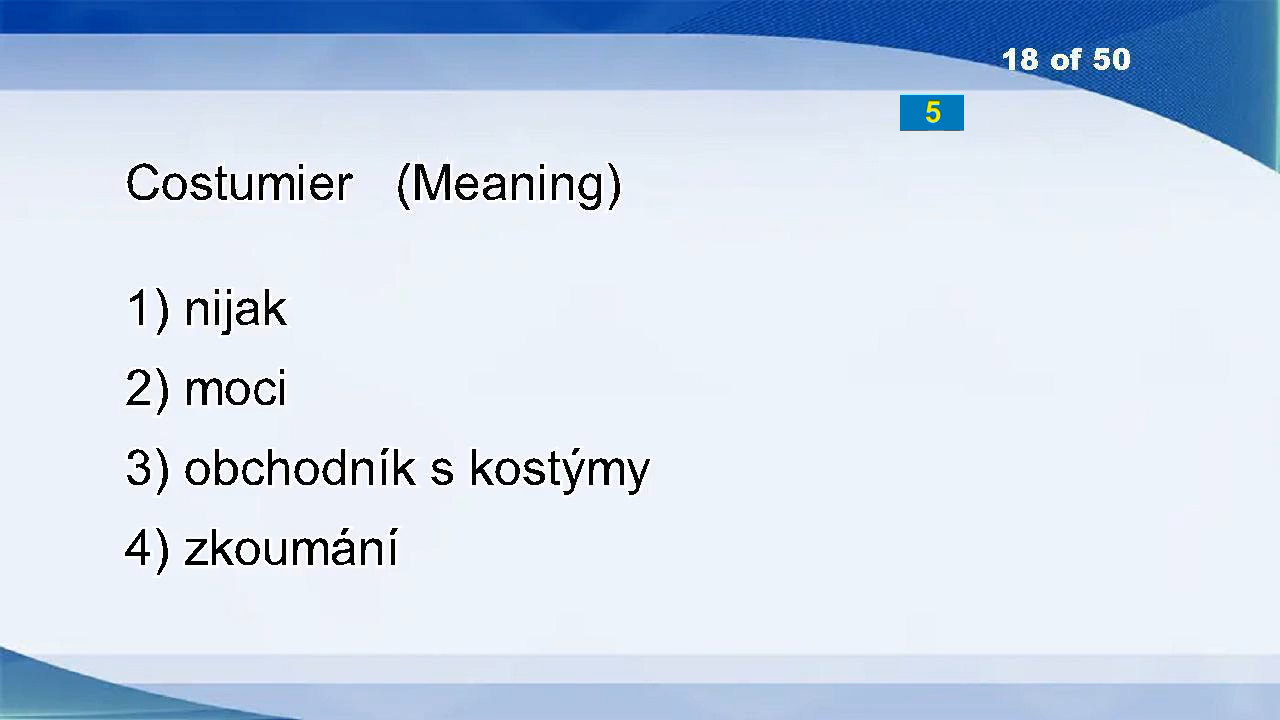 18 of 50
5
Costumier (Meaning)
1) nijak
2) moci
3) obchodník s kostýmy
4) zkoumání